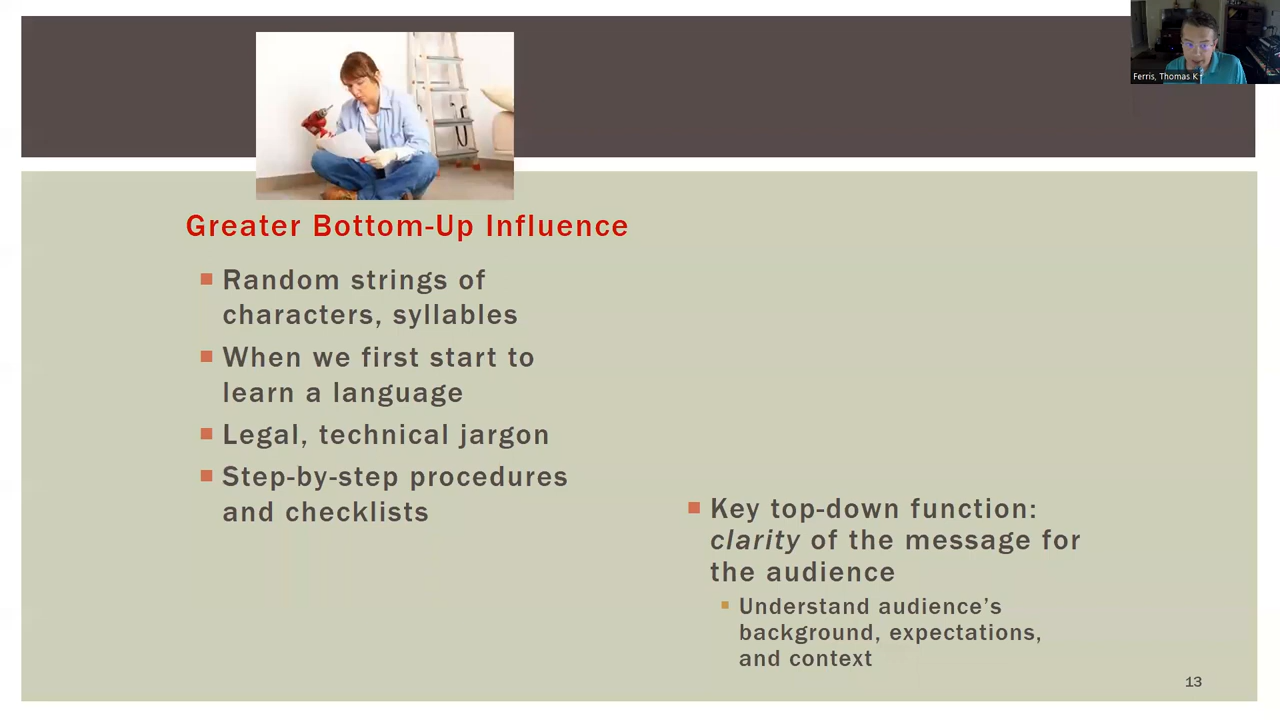 Ferris, Thomas K
Greater Bottom-Up Influence
Random strings of
characters, syllables
When we first start to
learn a language
Legal, technical jargon
Step-by-step procedures
and checklists
Key top-down function:
clarity of the message for
the audience
Understand audience’s
background, expectations,
and context
13